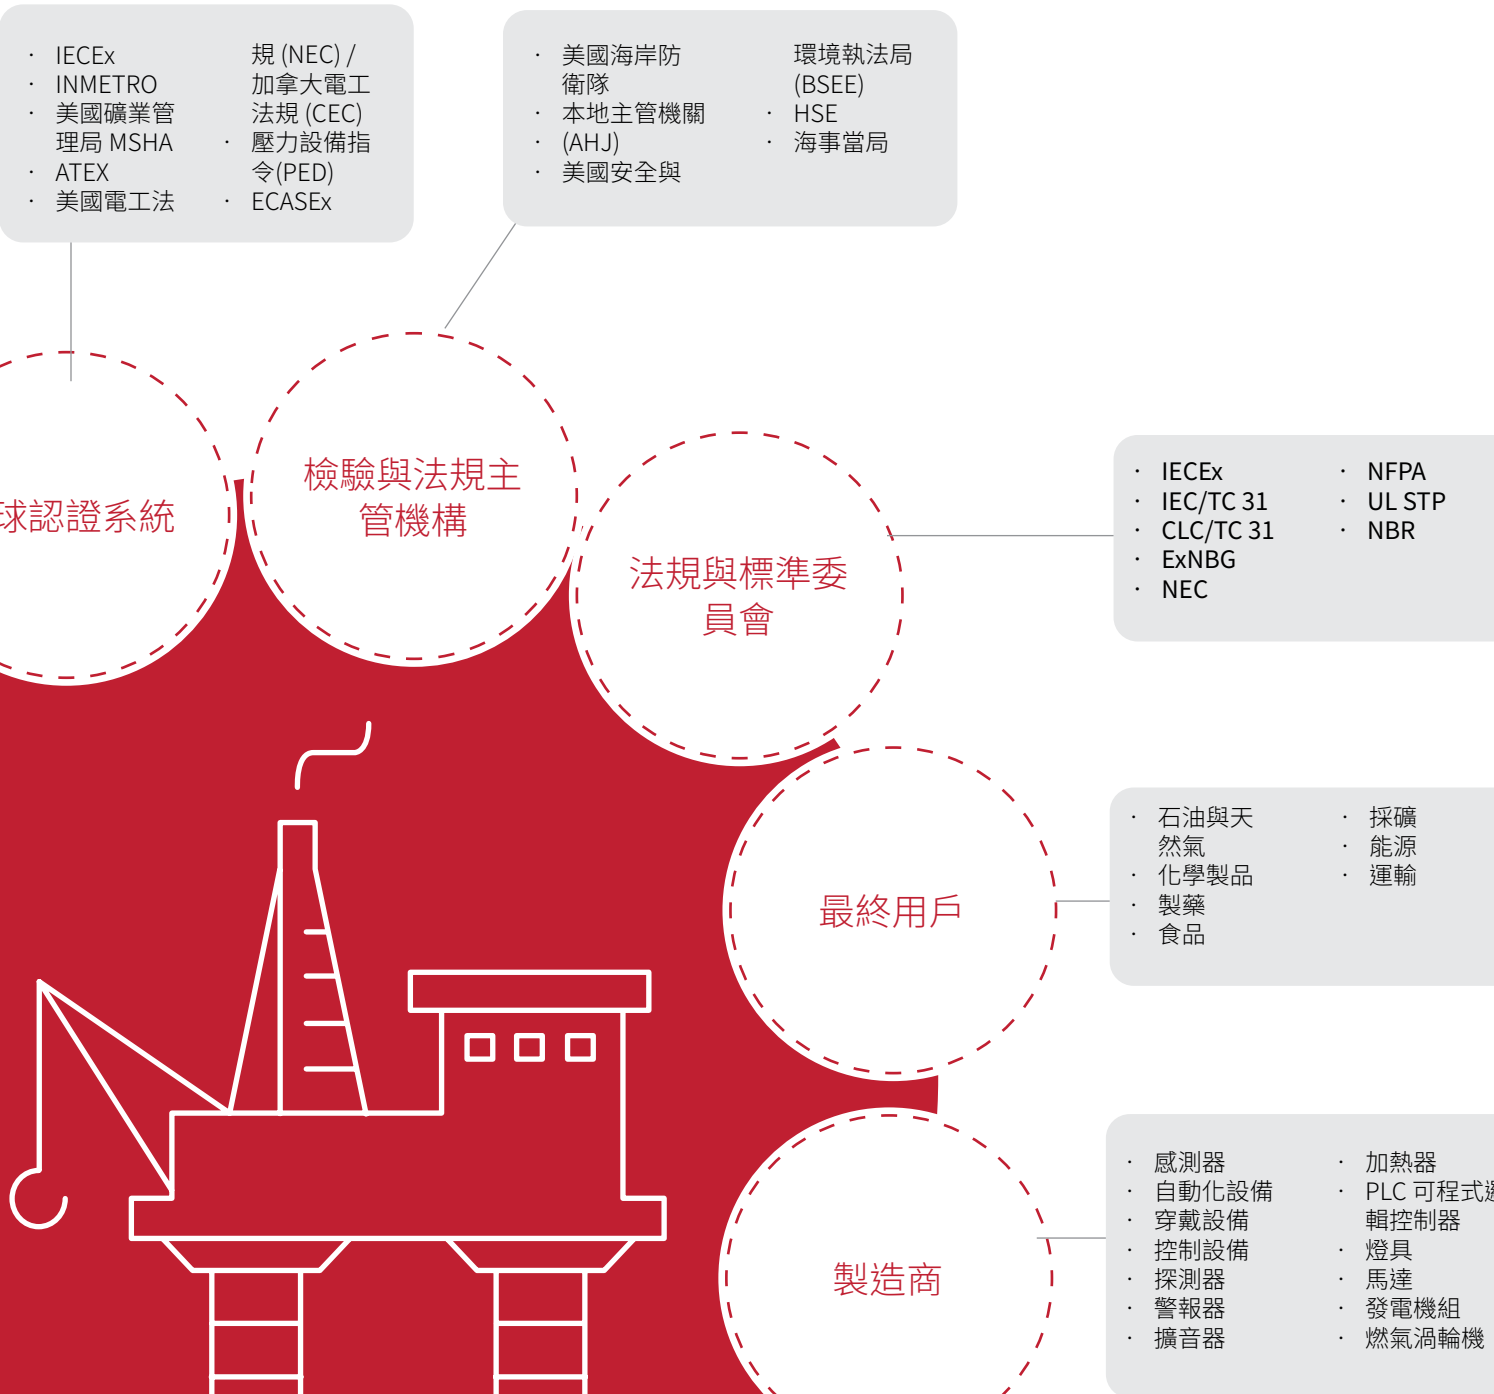 · IECEx
· INMETRO
· 美國礦業管
理局 MSHA
· ATEX
· 美國電工法
規 (NEC) /
加拿大電工
法規 (CEC)
· 壓力設備指
令(PED)
· ECASEx
· 美國海岸防
衛隊
· 本地主管機關
· (AHJ)
· 美國安全與
環境執法局
(BSEE)
· HSE
· 海事當局
球認證系統
檢驗與法規主
管機構
法規與標準委
員會
· IECEx
· IEC/TC 31
· CLC/TC 31
· ExNBG
· NEC
· NFPA
· UL STP
· NBR
最終用戶
· 石油與天
然氣
· 化學製品
· 製藥
· 食品
· 採礦
· 能源
· 運輸
製造商
· 感測器
· 自動化設備
· 穿戴設備
· 控制設備
· 探測器
· 警報器
· 擴音器
· 加熱器
· PLC 可程式邏
輯控制器
· 燈具
· 馬達
· 發電機組
· 燃氣渦輪機